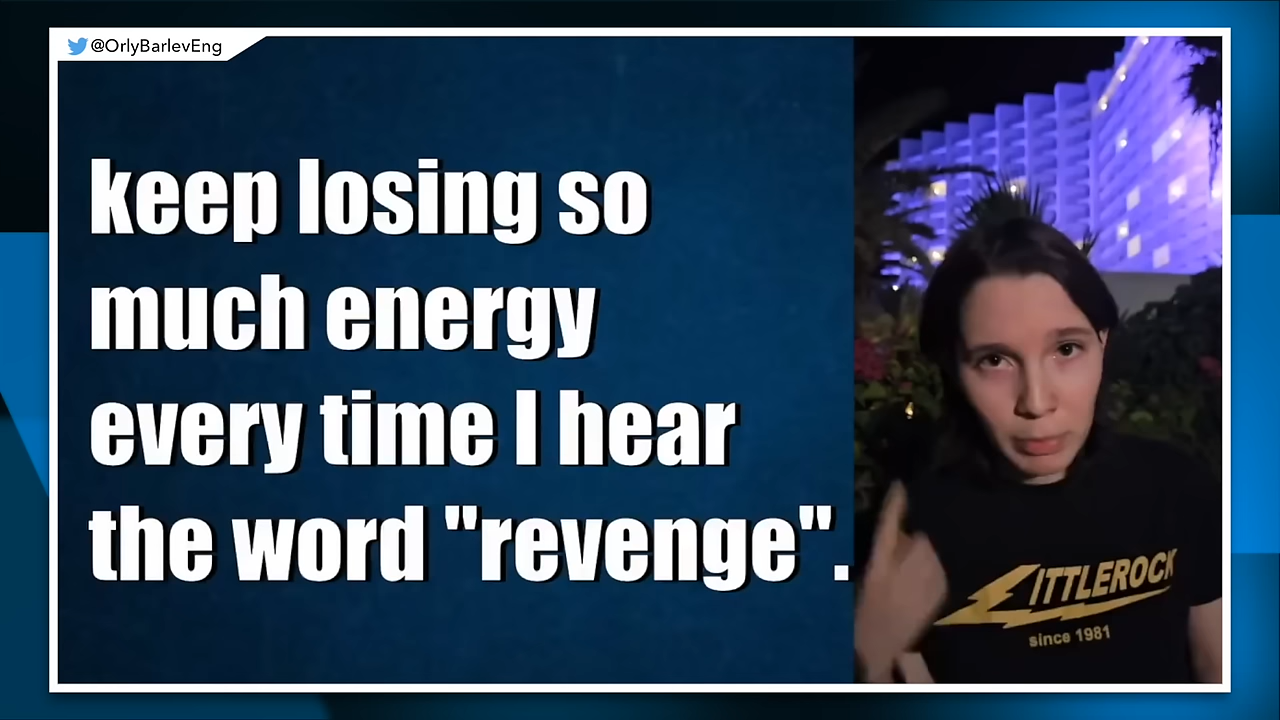 @OrlyBarlevEng
keep losing so
much energy
every time I hear
the word "revenge".
LITTLEROCK
since 1981